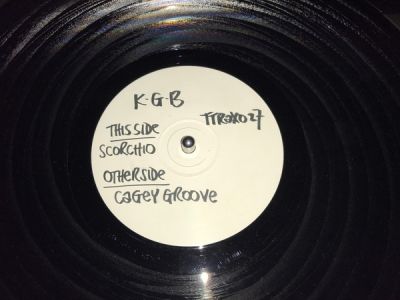 K·G·B
TTRAX027
THIS SIDE
SCORCHIO
OTHERSIDE
CAGEY GROOVE